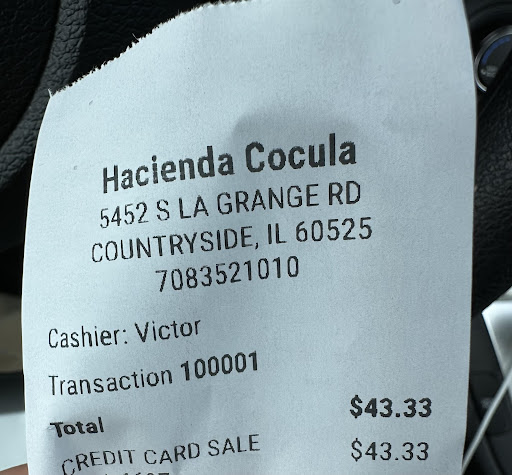 Hacienda Cocula
5452 S LA GRANGE RD
COUNTRYSIDE, IL 60525
7083521010
Cashier: Victor
Transaction 100001
Total $43.33
CREDIT CARD SALE $43.33